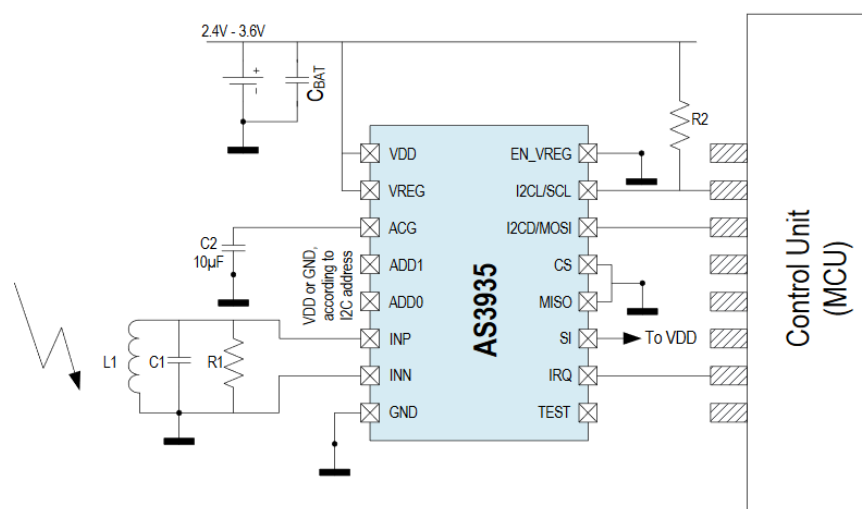 2.4V - 3.6V
+
–
CBAT
R2
VDD
EN_VREG
VREG
I2CL/SCL
ACG
I2CD/MOSI
C2
10µF
VDD or GND,
according to
I2C address
ADD1
CS
ADD0
MISO
AS3935
INP
SI
To VDD
L1
C1
R1
INN
IRQ
GND
TEST
Control Unit
(MCU)